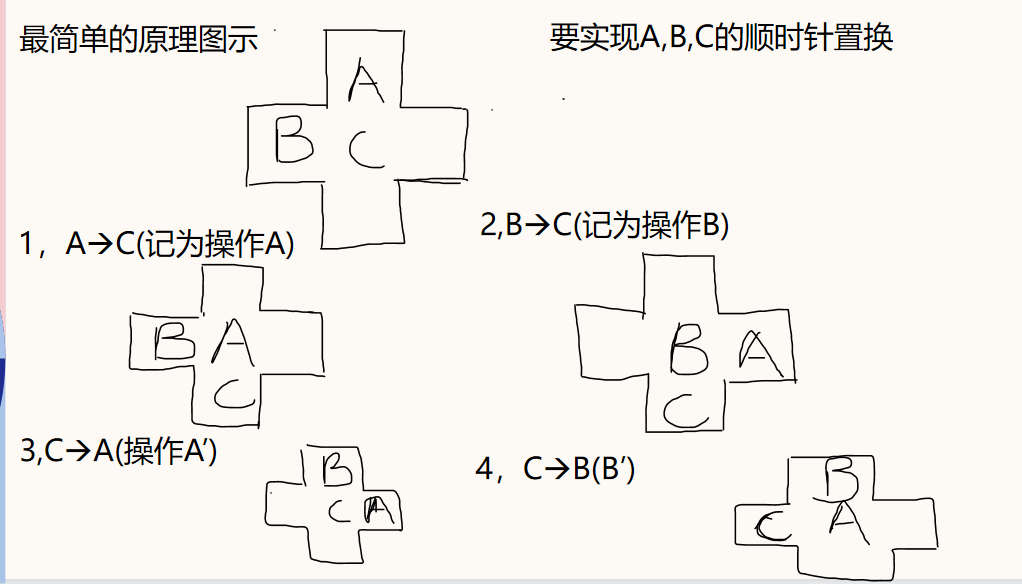 最简单的原理图示
要实现A,B,C的顺时针置换
A
B C
1，A→C(记为操作A)
2,B→C(记为操作B)
B A
C
B A
C
3,C→A(操作A’)
4，C→B(B’)
B
C A
B
C A